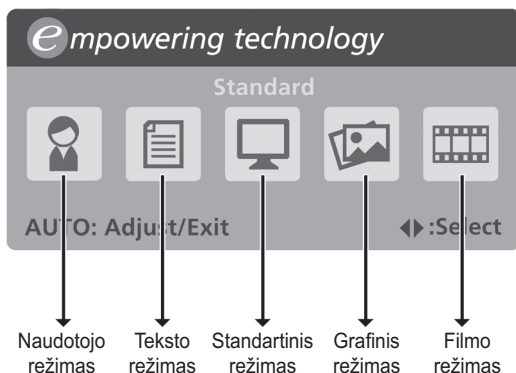 empowering technology
Standard
AUTO: Adjust/Exit
:Select
Naudotojo režimas
Teksto režimas
Standartinis režimas
Grafinis režimas
Filmo režimas